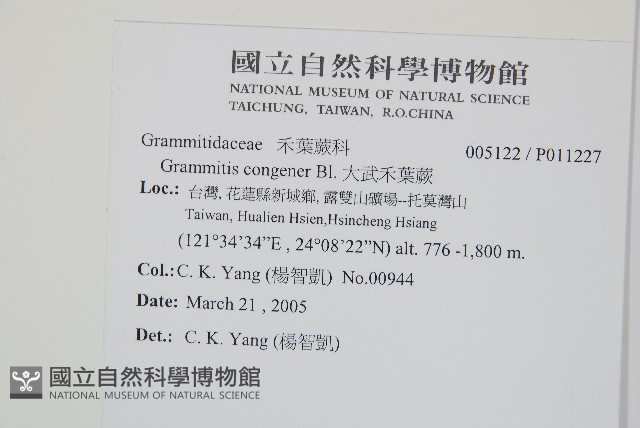 國立自然科學博物館
NATIONAL MUSEUM OF NATURAL SCIENCE
TAICHUNG, TAIWAN, R.O.CHINA
Grammitidaceae 禾葉蕨科 005122 / P011227
Grammitis congener Bl. 大武禾葉蕨
Loc.: 台灣, 花蓮縣新城鄉, 露雙山礦場--托莫灣山
Taiwan, Hualien Hsien,Hsincheng Hsiang
(121°34’34”E , 24°08’22”N) alt. 776 -1,800 m.
Col.: C. K. Yang (楊智凱) No.00944
Date: March 21 , 2005
Det.: C. K. Yang (楊智凱)
國立自然科學博物館
NATIONAL MUSEUM OF NATURAL SCIENCE